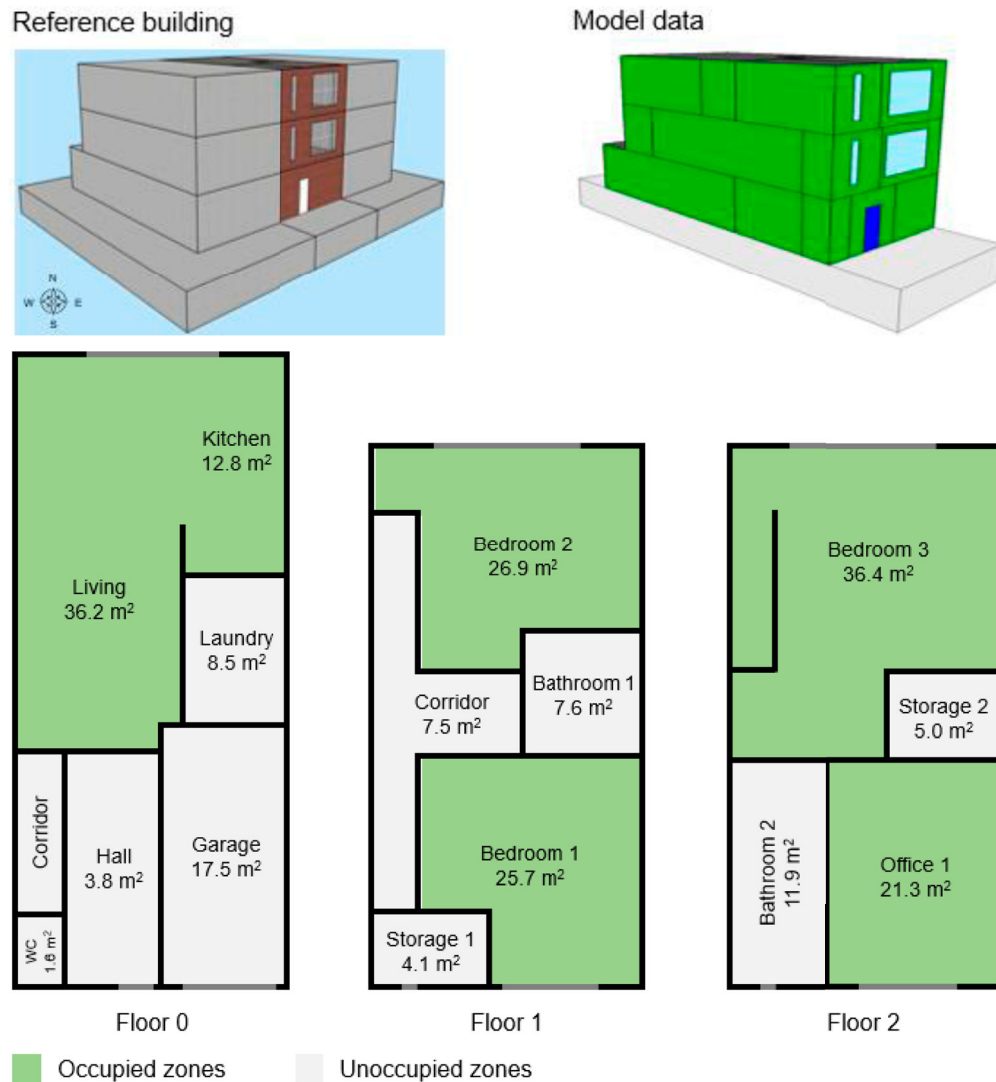 Reference building
Model data
N
W E
S
Kitchen
12.8 m²
Living
36.2 m²
Laundry
8.5 m²
Corridor
Hall
3.8 m²
Garage
17.5 m²
WC
1.6 m²
Floor 0
Bedroom 2
26.9 m²
Corridor
7.5 m²
Bathroom 1
7.6 m²
Bedroom 1
25.7 m²
Storage 1
4.1 m²
Floor 1
Bedroom 3
36.4 m²
Storage 2
5.0 m²
Bathroom 2
11.9 m²
Office 1
21.3 m²
Floor 2
Occupied zones
Unoccupied zones